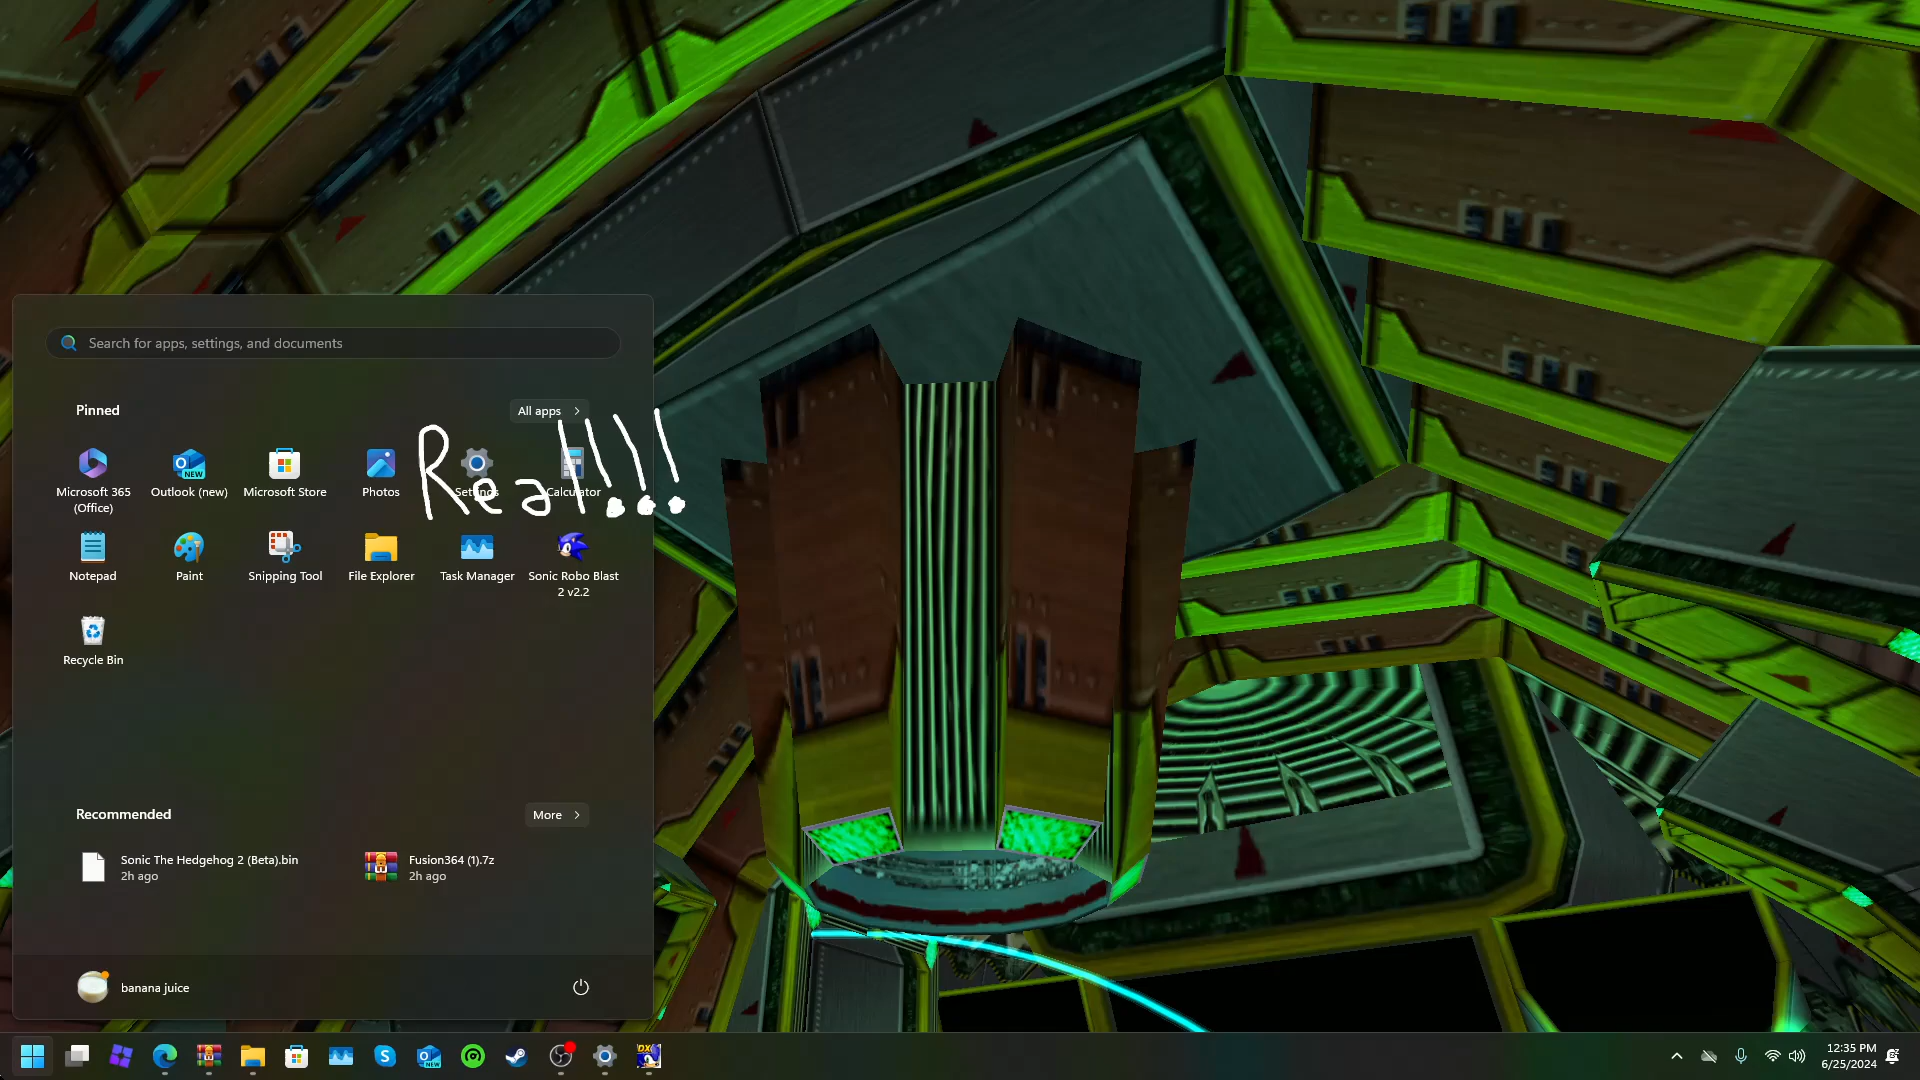 Search for apps, settings, and documents
Pinned
All apps
Real!!!
Microsoft 365 (Office)
Outlook (new)
Microsoft Store
Photos
Settings
Calculator
Notepad
Paint
Snipping Tool
File Explorer
Task Manager
Sonic Robo Blast 2 v2.2
Recycle Bin
Recommended
More
Sonic The Hedgehog 2 (Beta).bin
2h ago
Fusion364 (1).7z
2h ago
banana juice
12:35 PM
6/25/2024